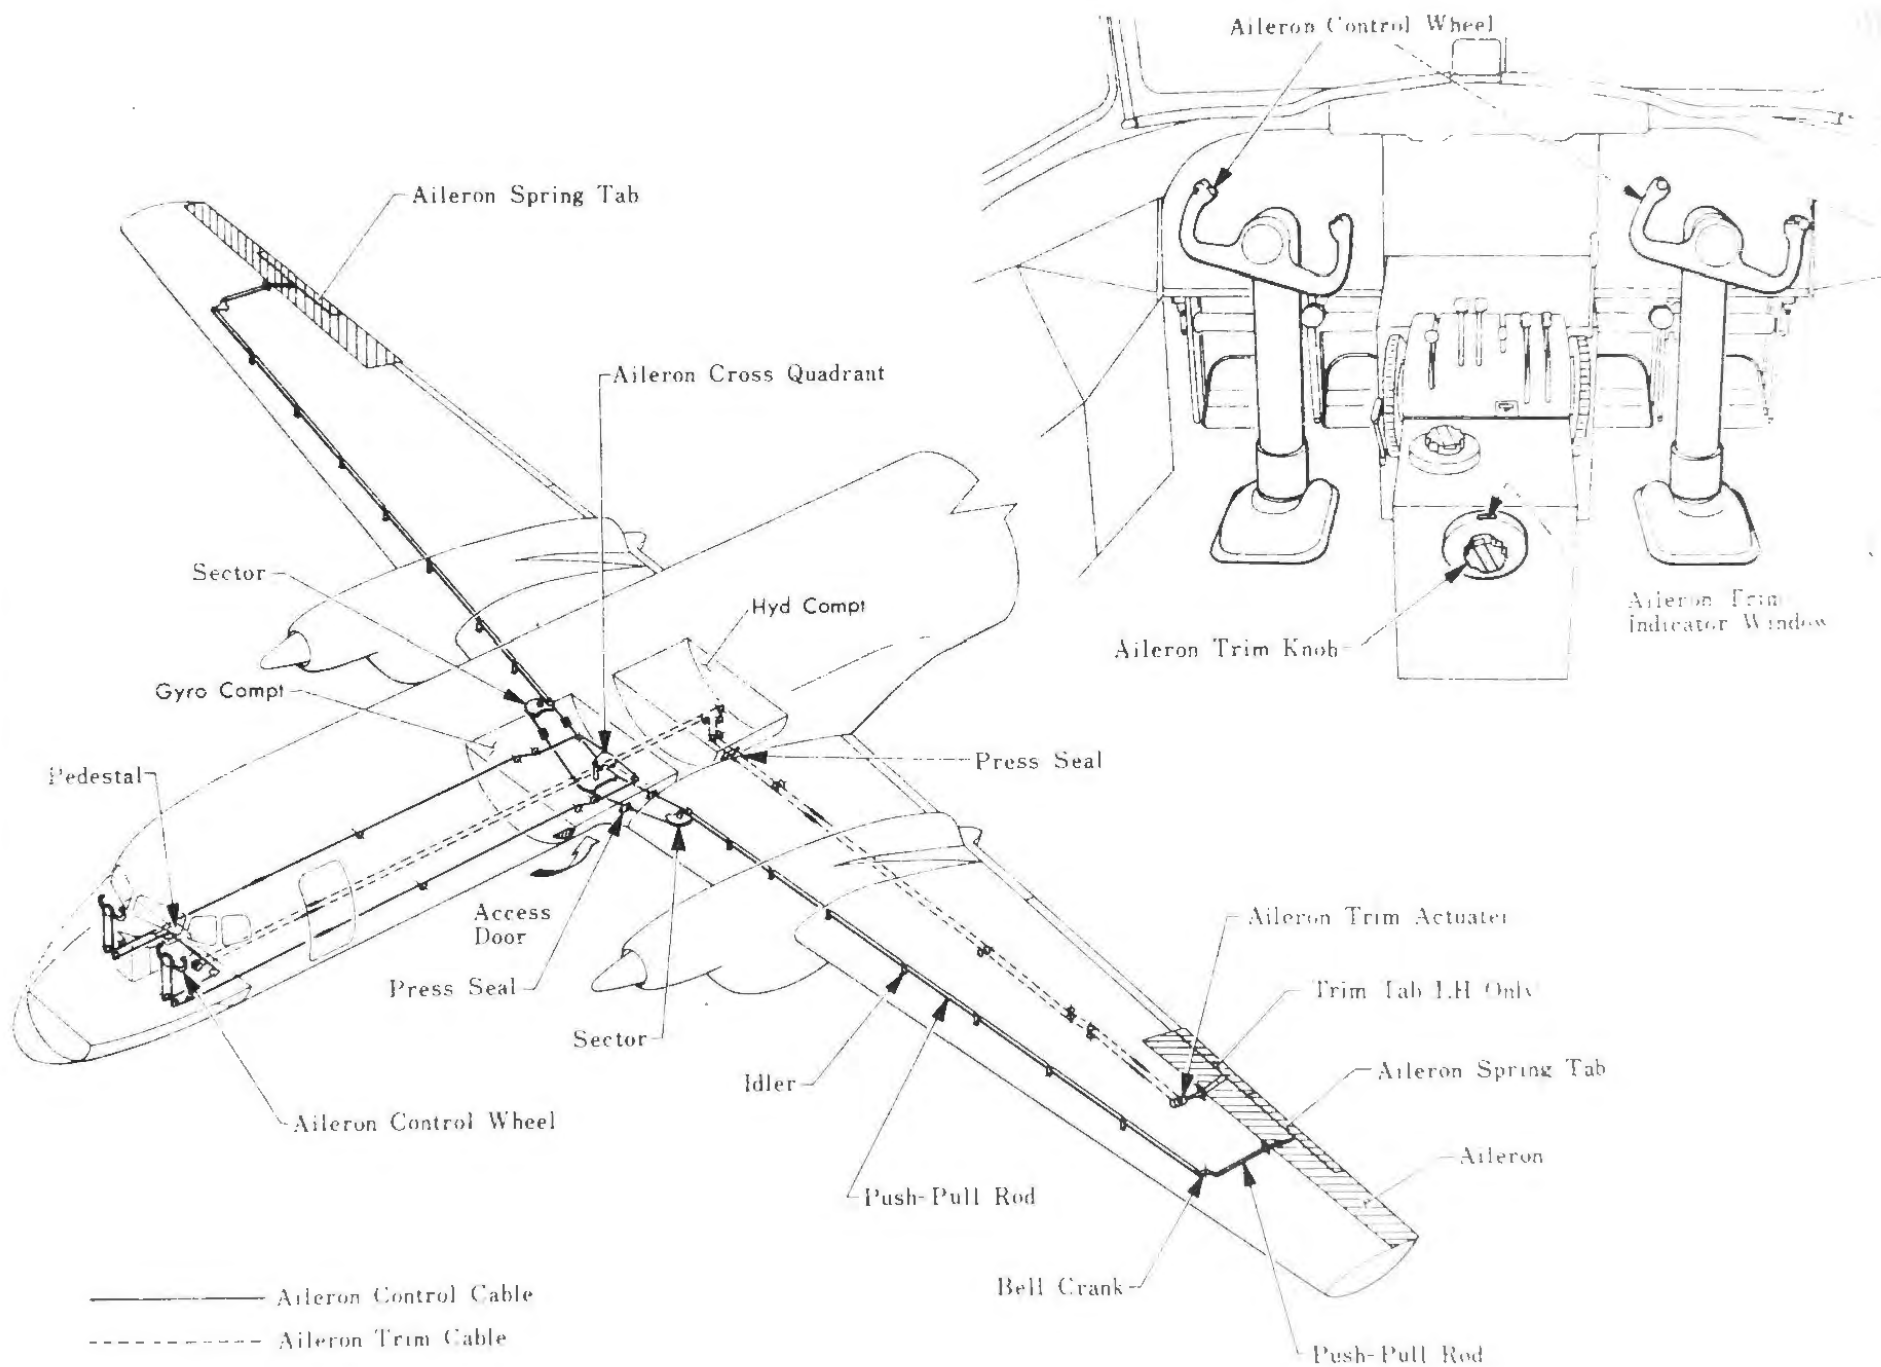 Aileron Control Wheel
Aileron Spring Tab
Aileron Cross Quadrant
Sector
Hyd Compt
Aileron Trim
Indicator Window
Aileron Trim Knob
Gyro Compt
Pedestal
Press Seal
Access
Door
Aileron Trim Actuater
Press Seal
Trim Tab LH Only
Sector
Idler
Aileron Spring Tab
Aileron Control Wheel
Aileron
Push-Pull Rod
Bell Crank
Aileron Control Cable
Aileron Trim Cable
Push-Pull Rod